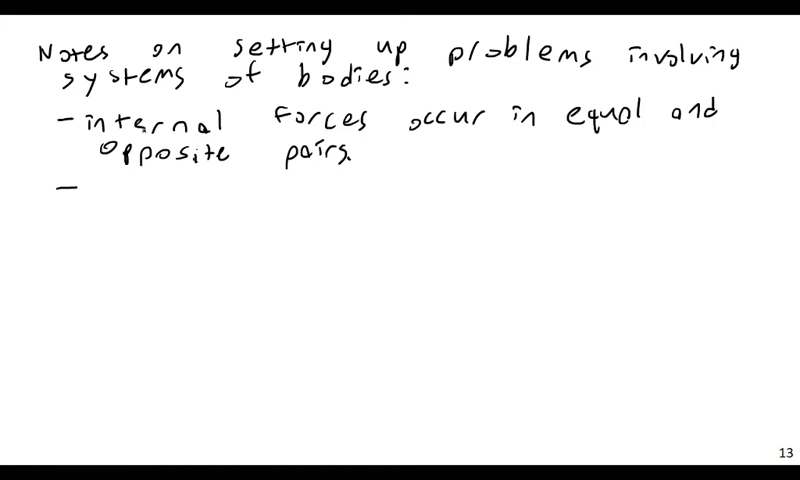 Notes on setting up problems involving
systems of bodies:
- internal forces occur in equal and
opposite pairs.
-
13